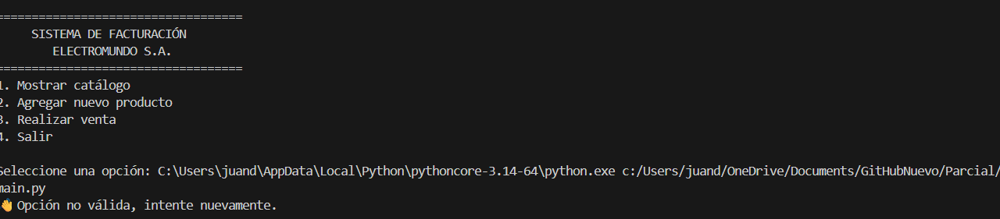 ===================================
SISTEMA DE FACTURACIÓN
ELECTROMUNDO S.A.
===================================
1. Mostrar catálogo
2. Agregar nuevo producto
3. Realizar venta
4. Salir
Seleccione una opción: C:\Users\juand\AppData\Local\Python\pythoncore-3.14-64\python.exe c:/Users/juand/OneDrive/Documents/GitHubNuevo/Parcial/
main.py
👋 Opción no válida, intente nuevamente.